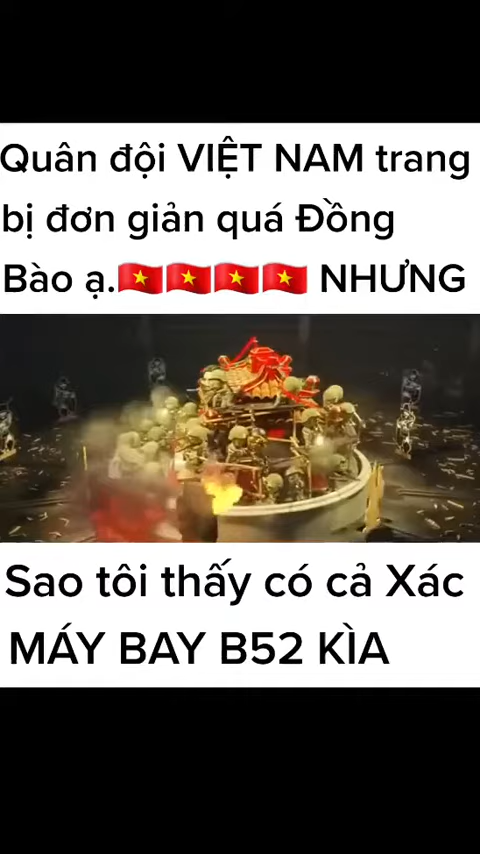 Quân đội VIỆT NAM trang
bị đơn giản quá Đồng
Bào ạ.🇻🇳🇻🇳🇻🇳🇻🇳 NHƯNG
Sao tôi thấy có cả Xác
MÁY BAY B52 KÌA